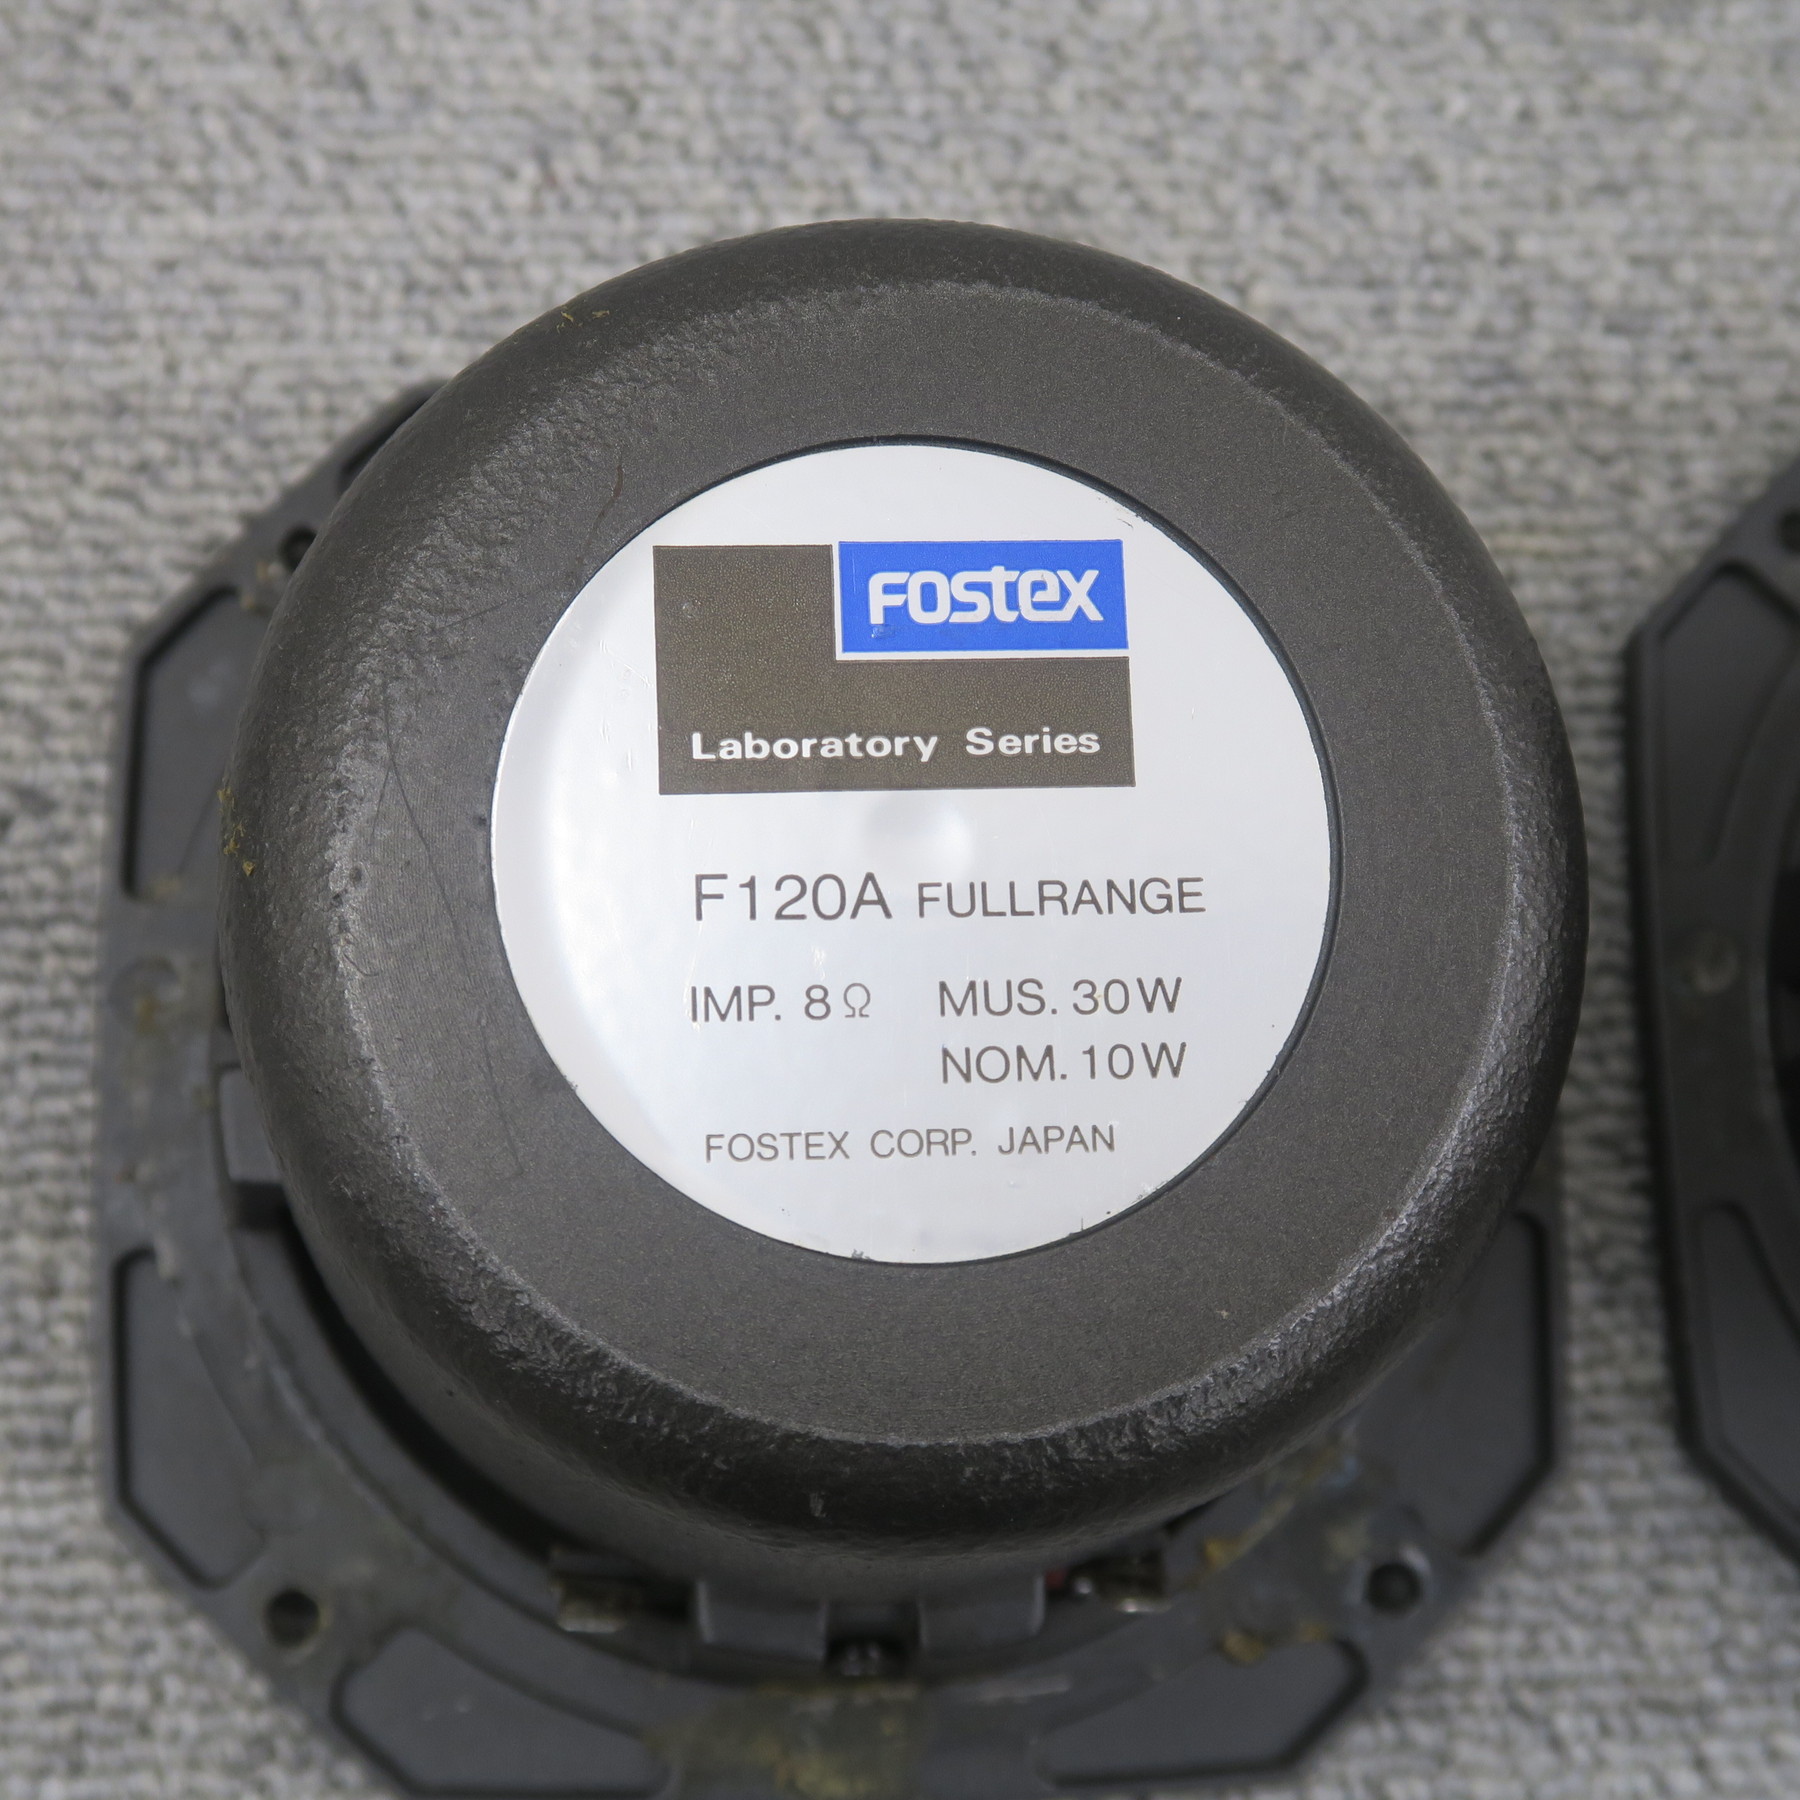 FOSTEX
Laboratory Series
F120A FULLRANGE
IMP. 8Ω MUS. 30W
NOM. 10W
FOSTEX CORP. JAPAN